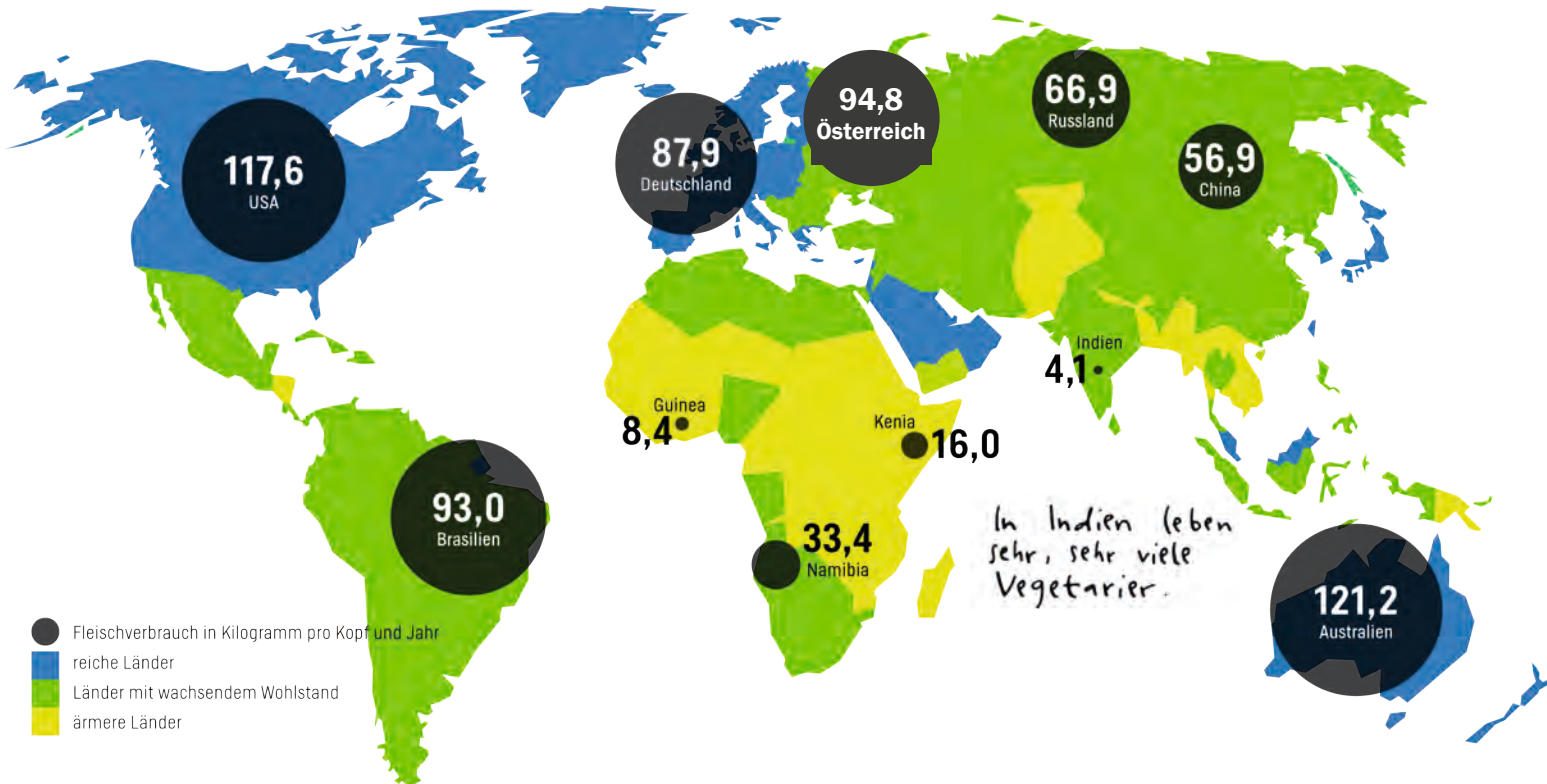 94,8
Österreich
66,9
Russland
87,9
Deutschland
117,6
USA
56,9
China
Indien
4,1
Guinea
8,4
Kenia
16,0
93,0
Brasilien
33,4
Namibia
In Indien leben
sehr, sehr viele
Vegetarier.
121,2
Australien
Fleischverbrauch in Kilogramm pro Kopf und Jahr
reiche Länder
Länder mit wachsendem Wohlstand
ärmere Länder